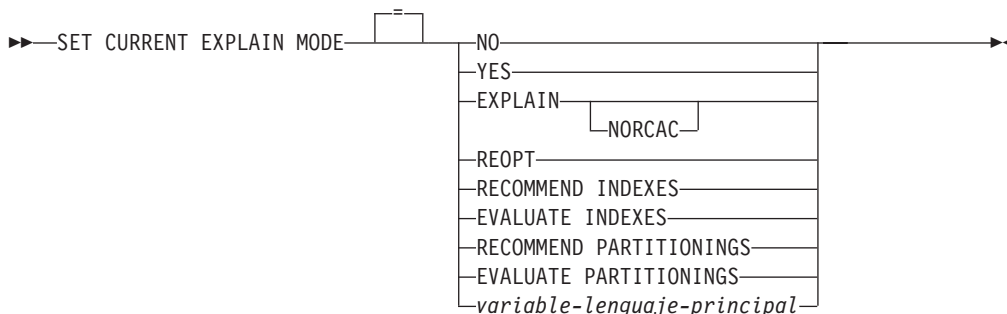 =
SET CURRENT EXPLAIN MODE NO
YES
EXPLAIN
NORCAC
REOPT
RECOMMEND INDEXES
EVALUATE INDEXES
RECOMMEND PARTITIONINGS
EVALUATE PARTITIONINGS
variable-lenguaje-principal